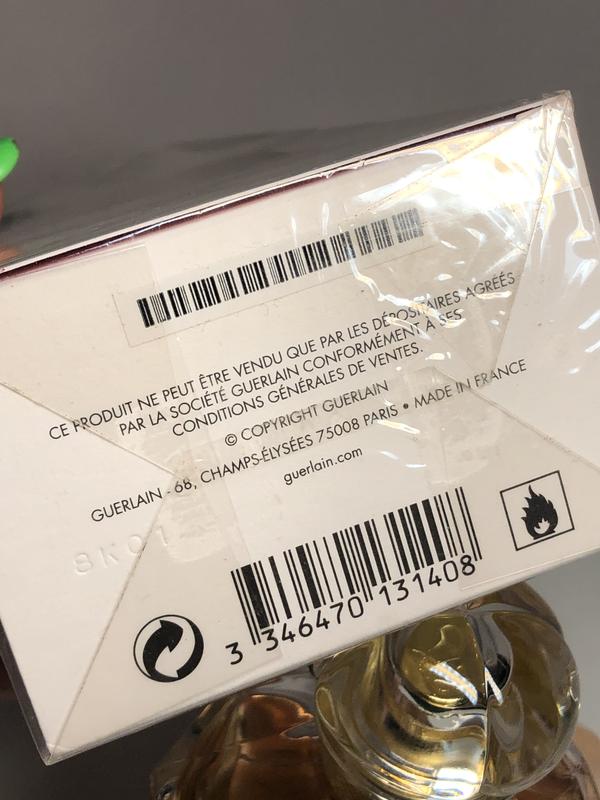 CE PRODUIT NE PEUT ÊTRE VENDU QUE PAR LES DÉPOSITAIRES AGRÉÉS
PAR LA SOCIÉTÉ GUERLAIN CONFORMÉMENT À SES
CONDITIONS GÉNÉRALES DE VENTES.
© COPYRIGHT GUERLAIN
GUERLAIN - 68, CHAMPS-ÉLYSÉES 75008 PARIS • MADE IN FRANCE
guerlain.com
8K01
3 346470 131408